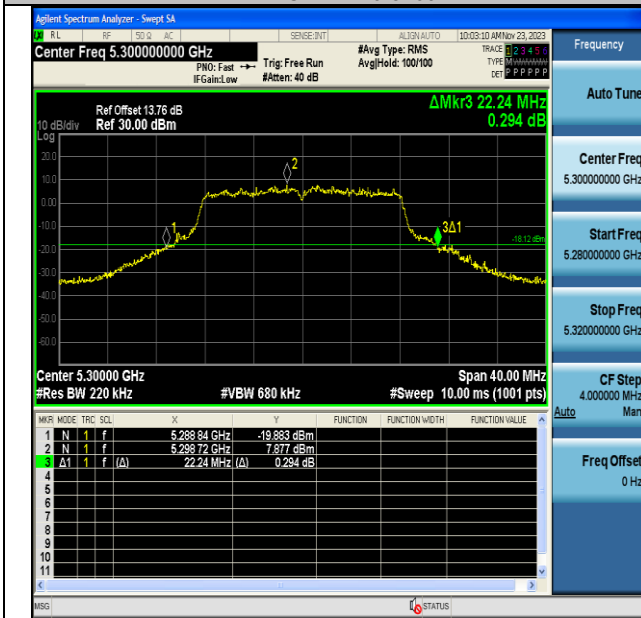 Agilent Spectrum Analyzer - Swept SA
RL RF 50 Ω AC SENSE:INT ALIGN AUTO 10:03:10 AM Nov 23, 2023
Center Freq 5.300000000 GHz
PNO: Fast
IFGain:Low
Trig: Free Run
#Atten: 40 dB
#Avg Type: RMS
Avg|Hold: 100/100
TRACE 1 2 3 4 5 6
TYPE MWWWWW
DET P P P P P P
Ref Offset 13.76 dB
10 dB/div Ref 30.00 dBm
Log
ΔMkr3 22.24 MHz
0.294 dB
20.0
10.0
0.00
-10.0
-20.0
-30.0
-40.0
-50.0
-60.0
1
2
3Δ1
-18.12 dBm
Center 5.30000 GHz Span 40.00 MHz
#Res BW 220 kHz #VBW 680 kHz #Sweep 10.00 ms (1001 pts)
MKR MODE TRC SCL X Y FUNCTION FUNCTION WIDTH FUNCTION VALUE
1 N 1 f 5.288 84 GHz -19.883 dBm
2 N 1 f 5.298 72 GHz 7.877 dBm
3 Δ1 1 f (Δ) 22.24 MHz (Δ) 0.294 dB
4
5
6
7
8
9
10
11
MSG STATUS
Frequency
Auto Tune
Center Freq
5.300000000 GHz
Start Freq
5.280000000 GHz
Stop Freq
5.320000000 GHz
CF Step
4.000000 MHz
Auto Man
Freq Offset
0 Hz